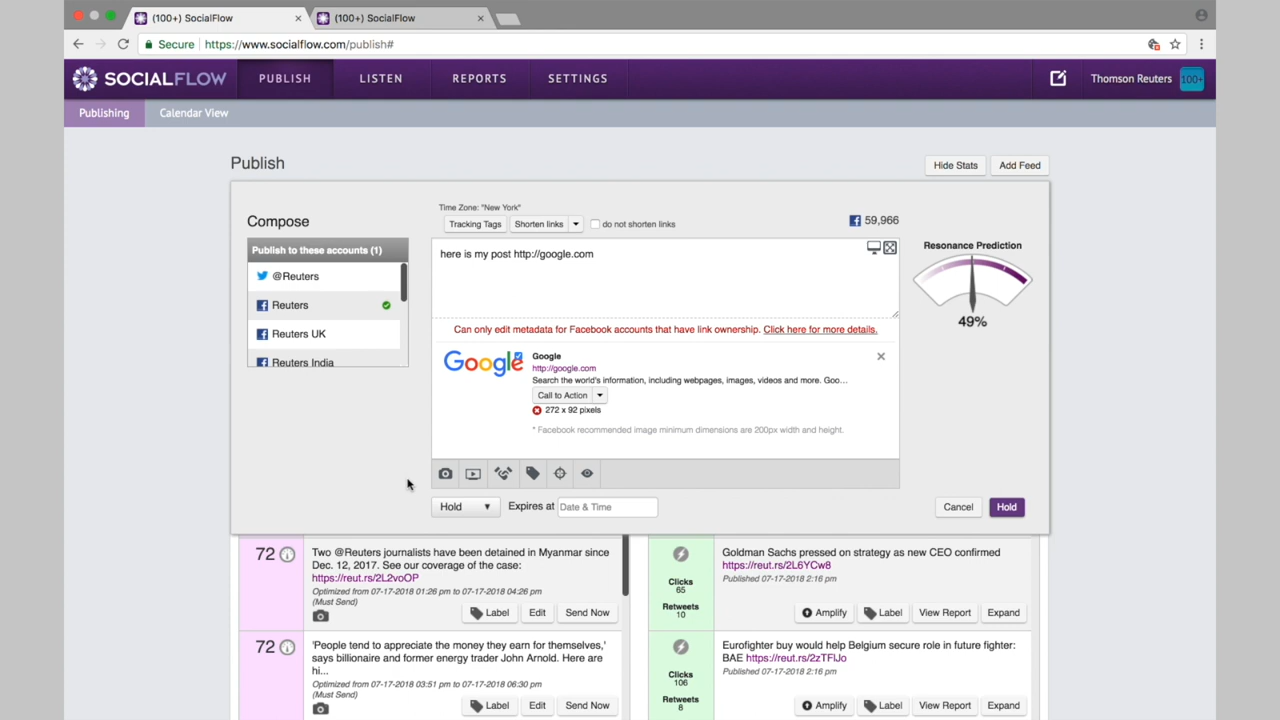 (100+) SocialFlow
(100+) SocialFlow
Secure
https://www.socialflow.com/publish#
SOCIALFLOW
PUBLISH
LISTEN
REPORTS
SETTINGS
Thomson Reuters
100+
Publishing
Calendar View
Publish
Hide Stats
Add Feed
Compose
Time Zone: "New York"
Tracking Tags
Shorten links
do not shorten links
59,966
Publish to these accounts (1)
@Reuters
Reuters
Reuters UK
Reuters India
here is my post http://google.com
Resonance Prediction
49%
Can only edit metadata for Facebook accounts that have link ownership. Click here for more details.
Google
Google
http://google.com
Search the world's information, including webpages, images, videos and more. Goo...
Call to Action
272 x 92 pixels
* Facebook recommended image minimum dimensions are 200px width and height.
Hold
Expires at
Date & Time
Cancel
Hold
72
Two @Reuters journalists have been detained in Myanmar since
Dec. 12, 2017. See our coverage of the case:
https://reut.rs/2L2voOP
Optimized from 07-17-2018 01:26 pm to 07-17-2018 04:26 pm
(Must Send)
Label
Edit
Send Now
72
'People tend to appreciate the money they earn for themselves,'
says billionaire and former energy trader John Arnold. Here are
hi...
Optimized from 07-17-2018 03:51 pm to 07-17-2018 06:30 pm
(Must Send)
Label
Edit
Send Now
Clicks
65
Retweets
10
Goldman Sachs pressed on strategy as new CEO confirmed
https://reut.rs/2L6YCw8
Published 07-17-2018 2:16 pm
Amplify
Label
View Report
Expand
Clicks
106
Retweets
8
Eurofighter buy would help Belgium secure role in future fighter:
BAE https://reut.rs/2zTFlJo
Published 07-17-2018 2:16 pm
Amplify
Label
View Report
Expand